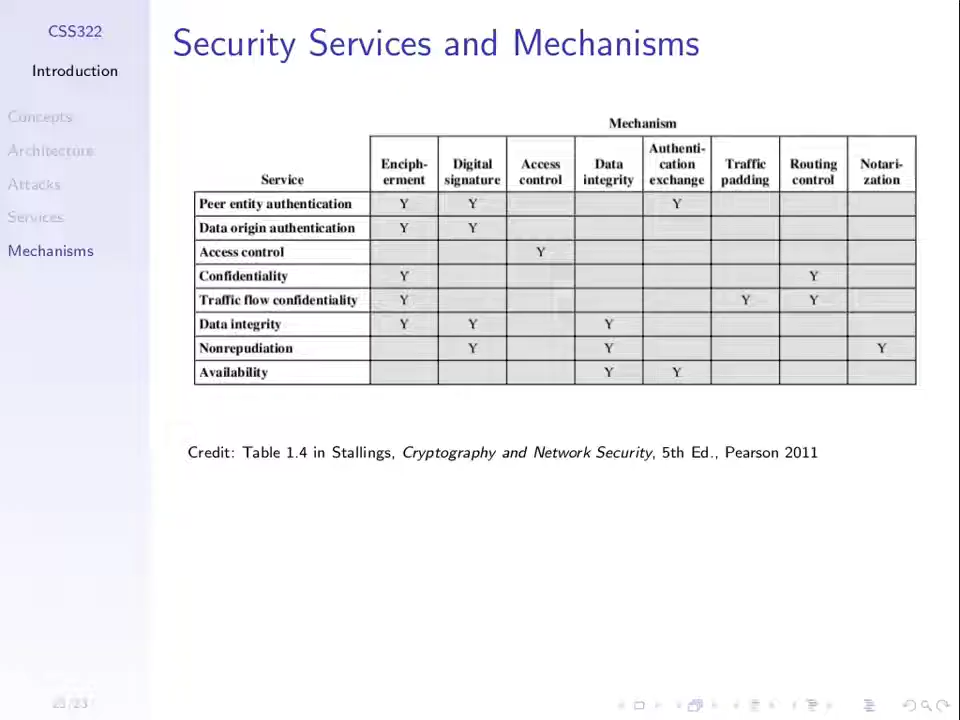 CSS322
Introduction
Concepts
Architecture
Attacks
Services
Mechanisms
Security Services and Mechanisms
Mechanism
Service Enciph-erment Digital signature Access control Data integrity Authenti-cation exchange Traffic padding Routing control Notari-zation
Peer entity authentication Y Y Y
Data origin authentication Y Y
Access control Y
Confidentiality Y Y
Traffic flow confidentiality Y Y Y
Data integrity Y Y Y
Nonrepudiation Y Y Y
Availability Y Y
Credit: Table 1.4 in Stallings, Cryptography and Network Security, 5th Ed., Pearson 2011